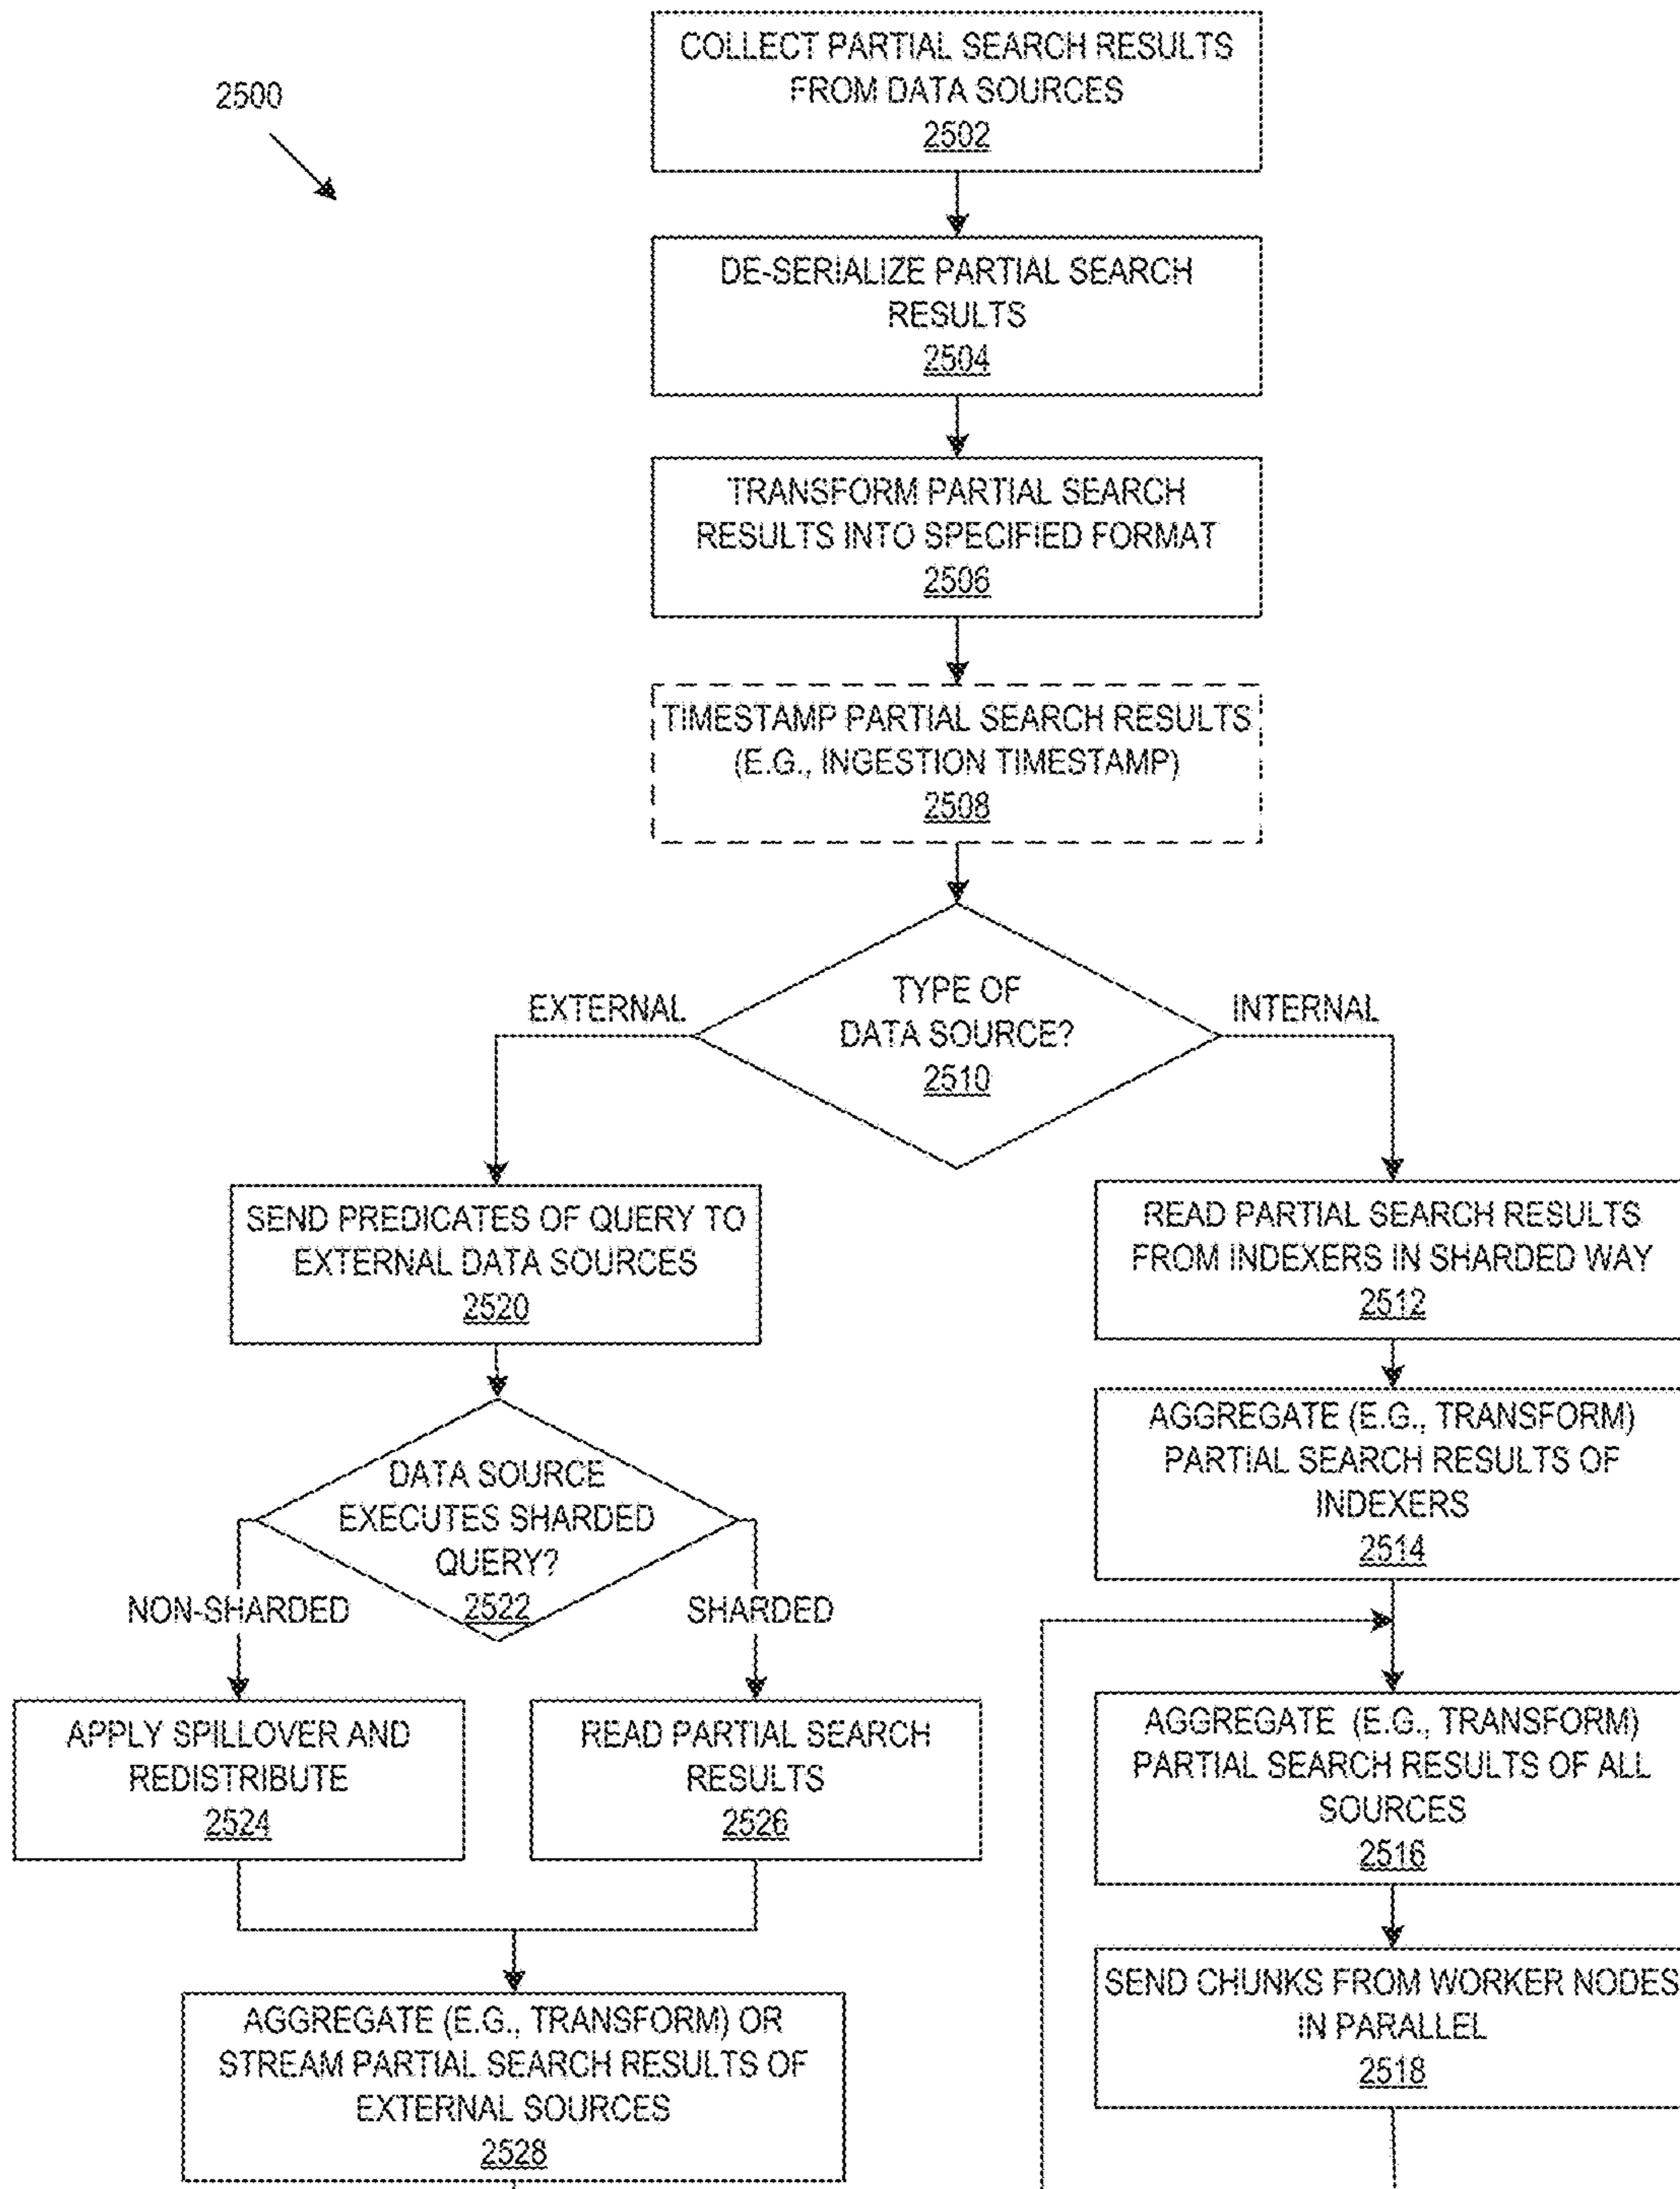 2500
COLLECT PARTIAL SEARCH RESULTS
FROM DATA SOURCES
2502
DE-SERIALIZE PARTIAL SEARCH
RESULTS
2504
TRANSFORM PARTIAL SEARCH
RESULTS INTO SPECIFIED FORMAT
2506
TIMESTAMP PARTIAL SEARCH RESULTS
(E.G., INGESTION TIMESTAMP)
2508
TYPE OF
DATA SOURCE?
2510
EXTERNAL
INTERNAL
SEND PREDICATES OF QUERY TO
EXTERNAL DATA SOURCES
2520
DATA SOURCE
EXECUTES SHARDED
QUERY?
2522
NON-SHARDED
SHARDED
APPLY SPILLOVER AND
REDISTRIBUTE
2524
READ PARTIAL SEARCH
RESULTS
2526
AGGREGATE (E.G., TRANSFORM) OR
STREAM PARTIAL SEARCH RESULTS OF
EXTERNAL SOURCES
2528
READ PARTIAL SEARCH RESULTS
FROM INDEXERS IN SHARDED WAY
2512
AGGREGATE (E.G., TRANSFORM)
PARTIAL SEARCH RESULTS OF
INDEXERS
2514
AGGREGATE (E.G., TRANSFORM)
PARTIAL SEARCH RESULTS OF ALL
SOURCES
2516
SEND CHUNKS FROM WORKER NODES
IN PARALLEL
2518